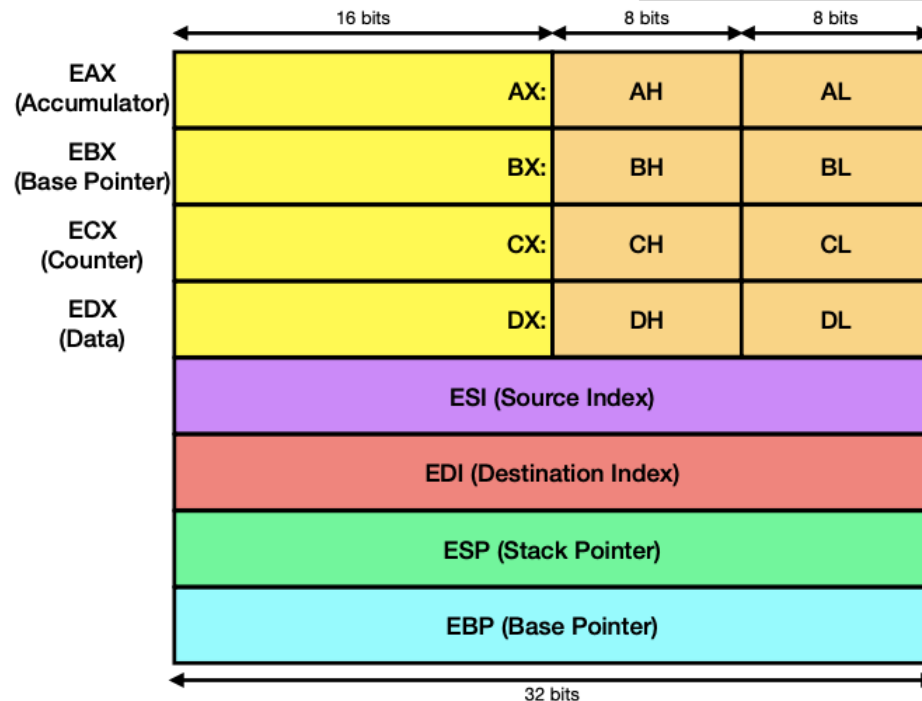 16 bits 8 bits 8 bits
EAX
(Accumulator)
AX: AH AL
EBX
(Base Pointer)
BX: BH BL
ECX
(Counter)
CX: CH CL
EDX
(Data)
DX: DH DL
ESI (Source Index)
EDI (Destination Index)
ESP (Stack Pointer)
EBP (Base Pointer)
32 bits